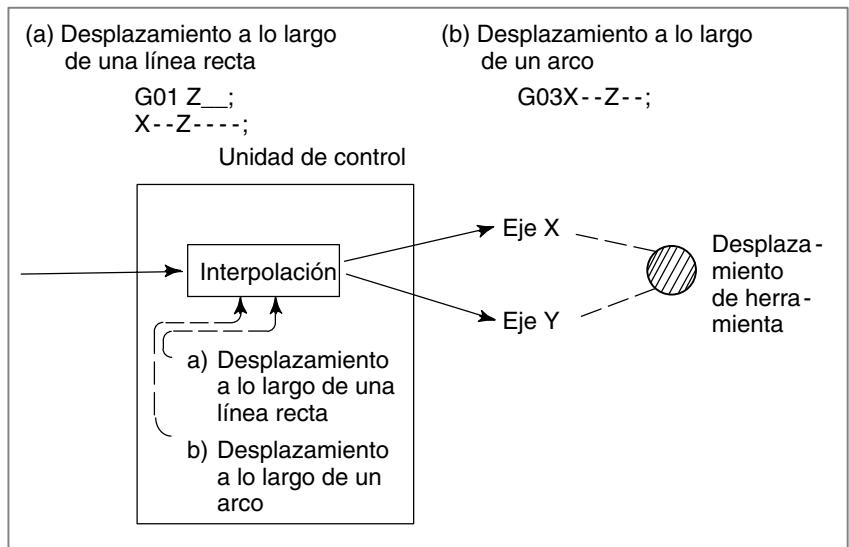 (a) Desplazamiento a lo largo
de una línea recta
G01 Z__;
X--Z----;
(b) Desplazamiento a lo largo
de un arco
G03X--Z--;
Unidad de control
Interpolación
Eje X
Eje Y
Desplaza-
miento
de herra-
mienta
a) Desplazamiento
a lo largo de una
línea recta
b) Desplazamiento
a lo largo de un
arco